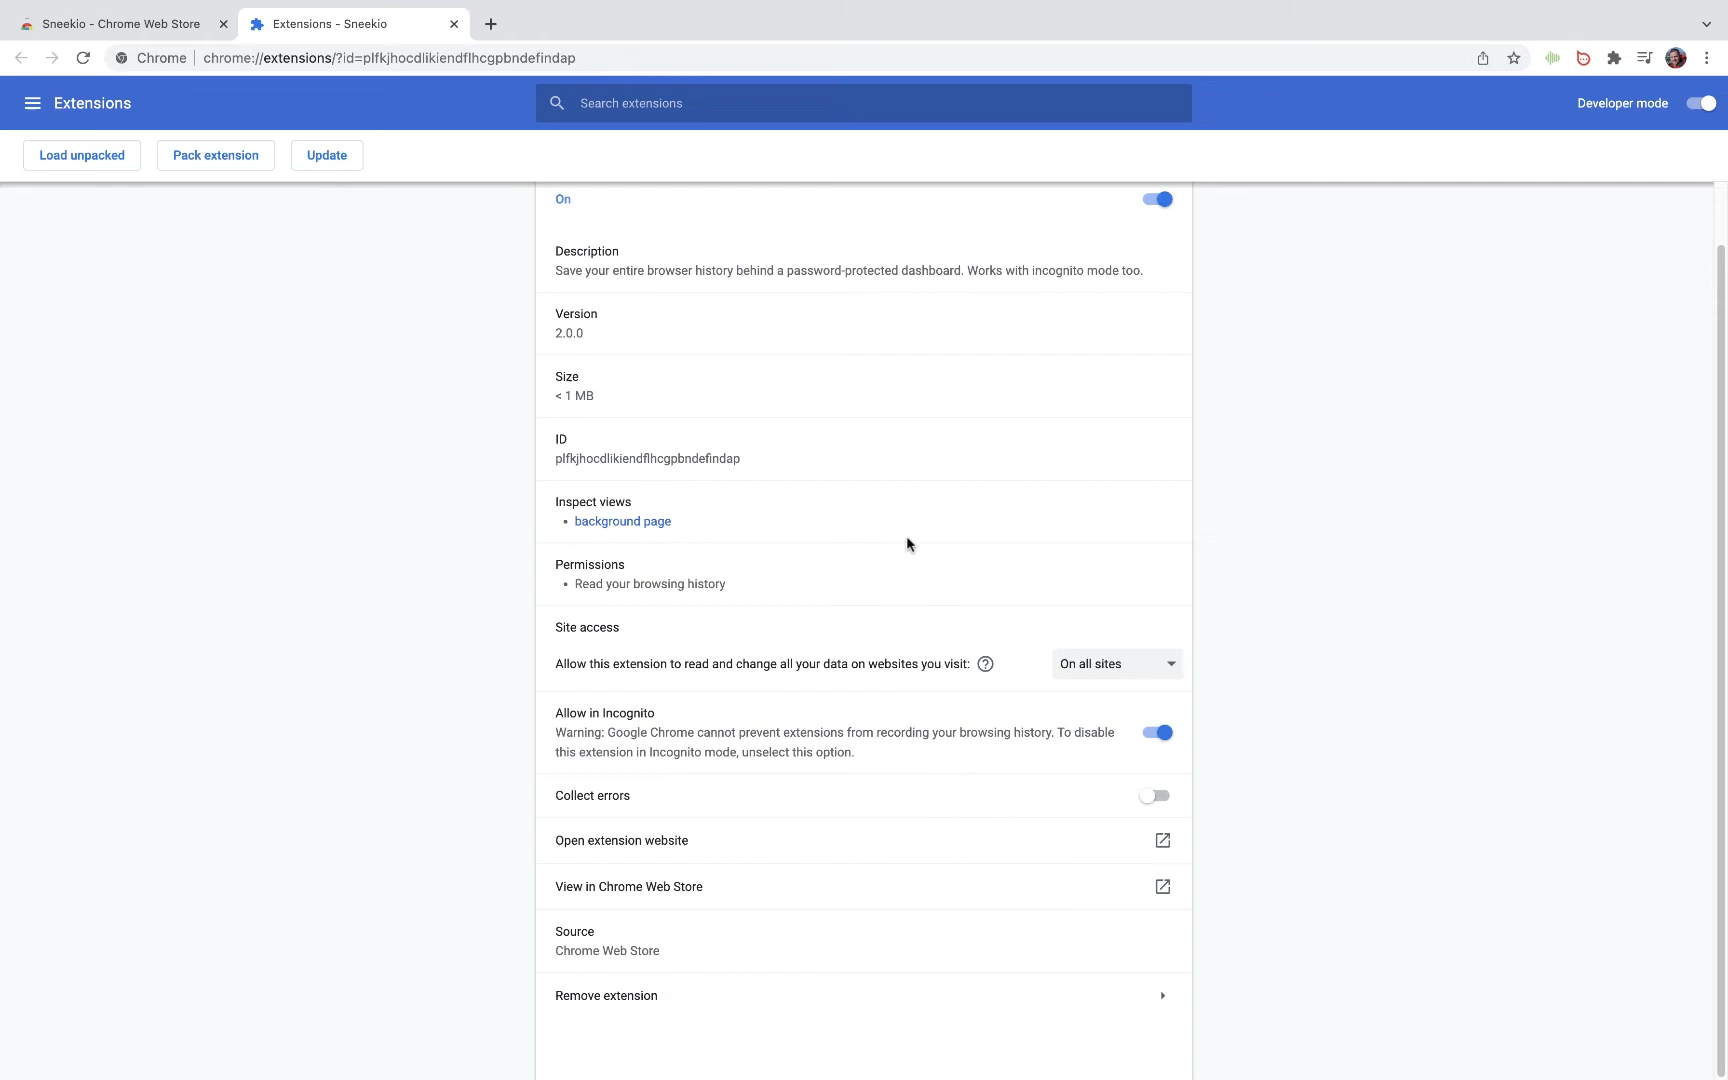 Sneekio - Chrome Web Store
Extensions - Sneekio
Chrome
chrome://extensions/?id=plfkjhocdlikiendflhcgpbndefindap
Extensions
Search extensions
Developer mode
Load unpacked
Pack extension
Update
On
Description
Save your entire browser history behind a password-protected dashboard. Works with incognito mode too.
Version
2.0.0
Size
< 1 MB
ID
plfkjhocdlikiendflhcgpbndefindap
Inspect views
• background page
Permissions
• Read your browsing history
Site access
Allow this extension to read and change all your data on websites you visit:
On all sites
Allow in Incognito
Warning: Google Chrome cannot prevent extensions from recording your browsing history. To disable
this extension in Incognito mode, unselect this option.
Collect errors
Open extension website
View in Chrome Web Store
Source
Chrome Web Store
Remove extension